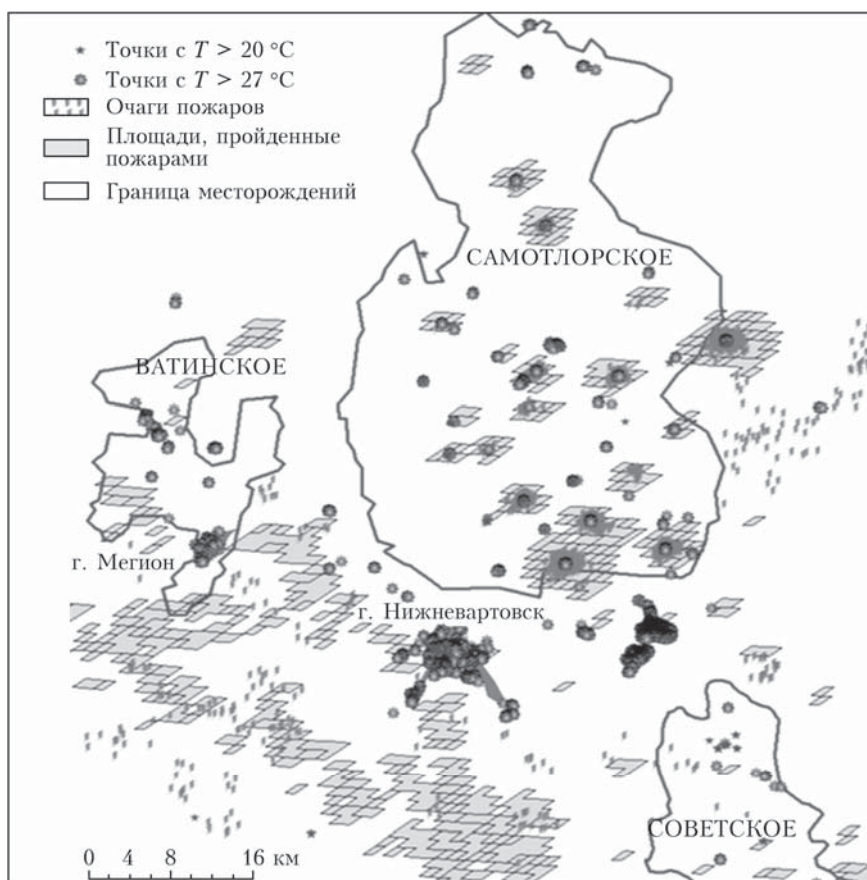 Точки с T > 20 °C
Точки с T > 27 °C
Очаги пожаров
Площади, пройденные
пожарами
Граница месторождений
САМОТЛОРСКОЕ
ВАТИНСКОЕ
г. Мегион
г. Нижневартовск
СОВЕТСКОЕ
0 4 8 16 км